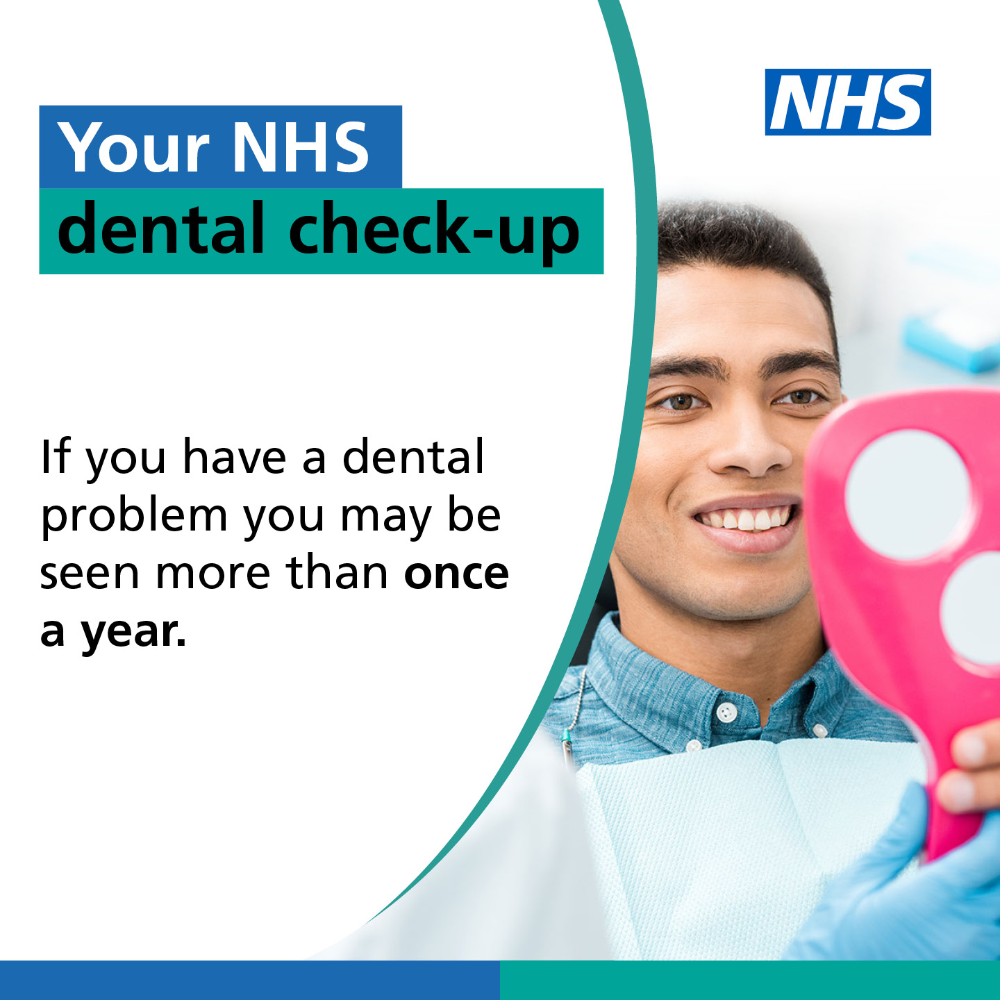 NHS
Your NHS
dental check-up
If you have a dental
problem you may be
seen more than once
a year.